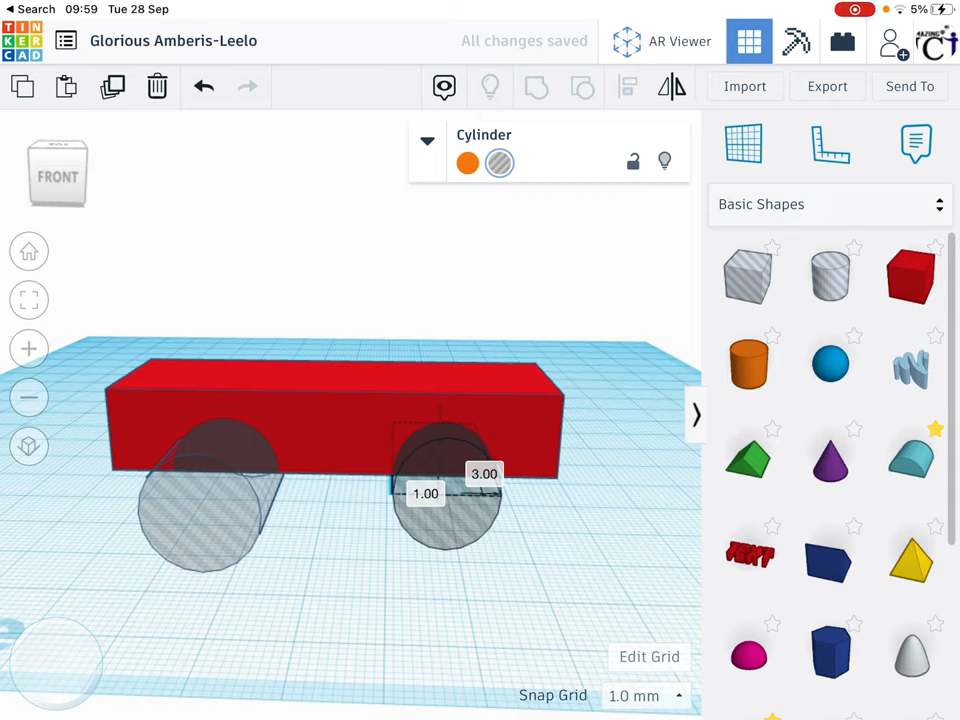 Search 09:59 Tue 28 Sep 5%
TIN
KER
CAD
Glorious Amberis-Leelo
All changes saved
AR Viewer
Import
Export
Send To
Cylinder
FRONT
Basic Shapes
3.00
1.00
TEXT
Edit Grid
Snap Grid
1.0 mm